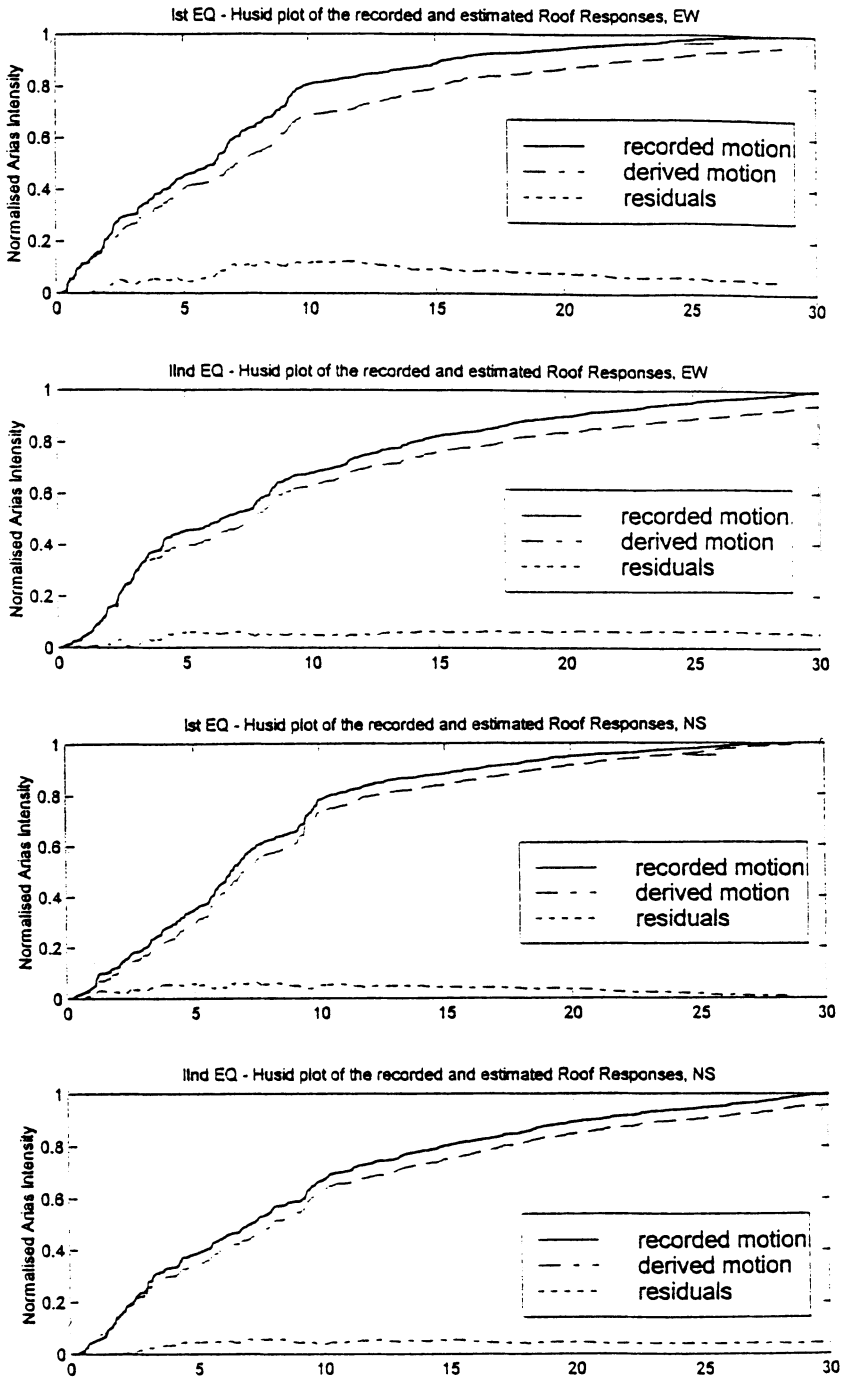 Ist EQ - Husid plot of the recorded and estimated Roof Responses, EW
Normalised Arias Intensity
1
0.8
0.6
0.4
0.2
0
recorded motion
derived motion
residuals
0 5 10 15 20 25 30
IInd EQ - Husid plot of the recorded and estimated Roof Responses, EW
Normalised Arias Intensity
1
0.8
0.6
0.4
0.2
0
recorded motion
derived motion
residuals
0 5 10 15 20 25 30
Ist EQ - Husid plot of the recorded and estimated Roof Responses, NS
Normalised Arias Intensity
1
0.8
0.6
0.4
0.2
0
recorded motion
derived motion
residuals
0 5 10 15 20 25 30
IInd EQ - Husid plot of the recorded and estimated Roof Responses, NS
Normalised Arias Intensity
1
0.8
0.6
0.4
0.2
0
recorded motion
derived motion
residuals
0 5 10 15 20 25 30